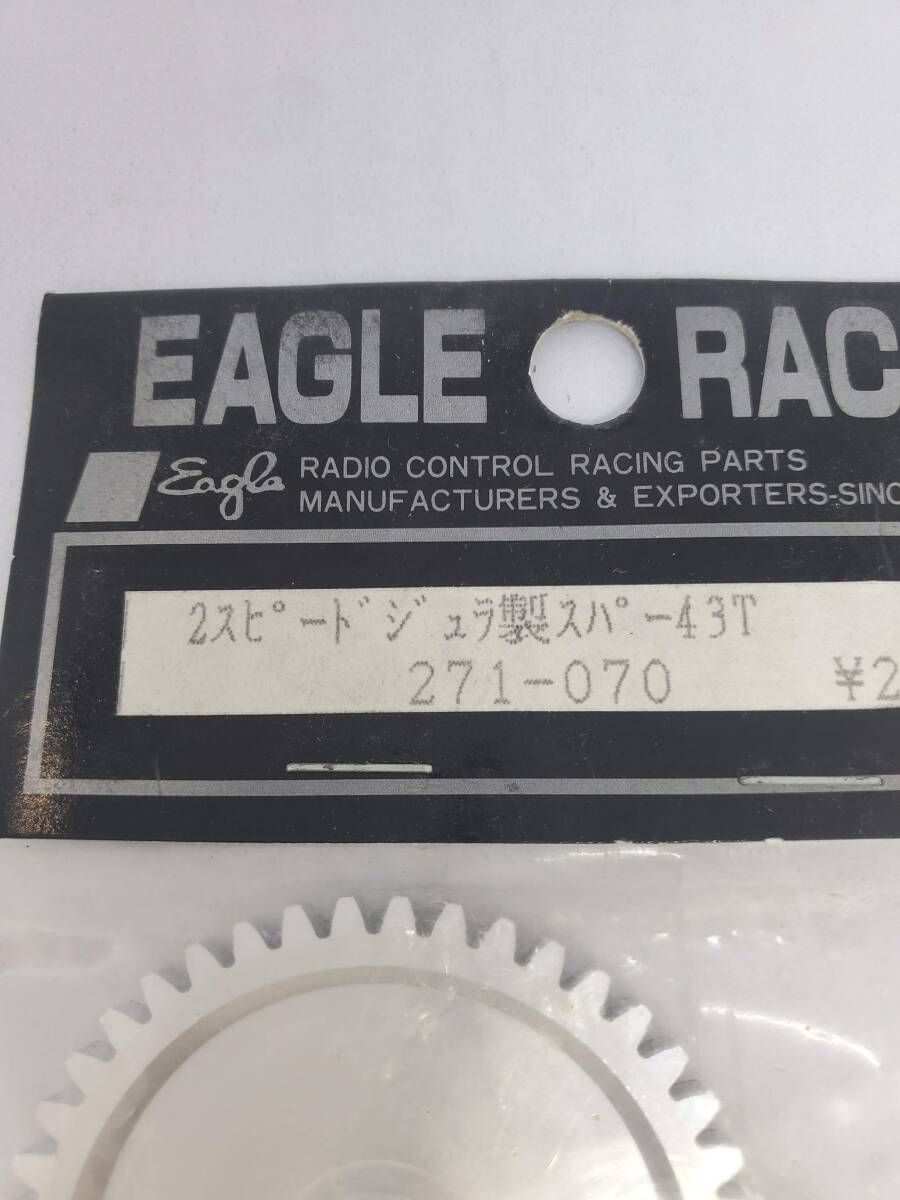 EAGLE RAC
Eagle RADIO CONTROL RACING PARTS
MANUFACTURERS & EXPORTERS-SINC
2スピードジュラ製スパー43T
271-070 ¥2